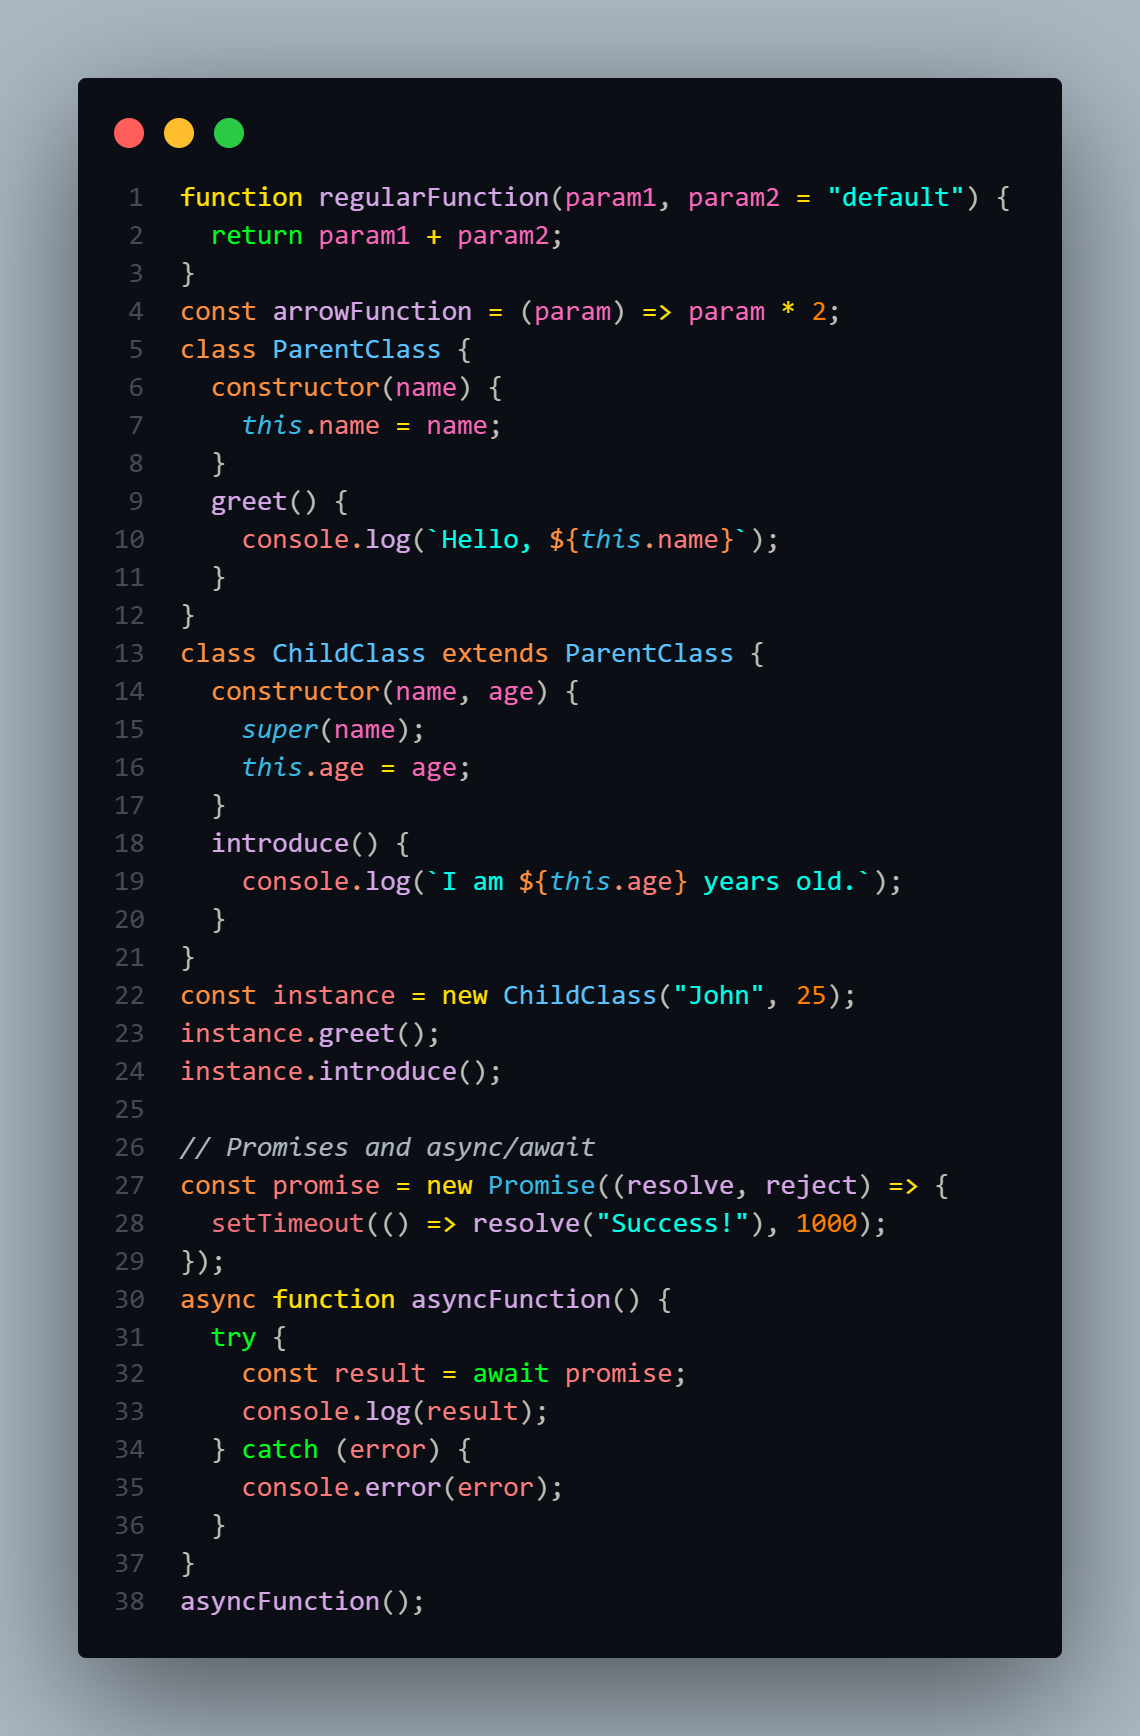 1 function regularFunction(param1, param2 = "default") {
2   return param1 + param2;
3 }
4 const arrowFunction = (param) => param * 2;
5 class ParentClass {
6   constructor(name) {
7     this.name = name;
8   }
9   greet() {
10     console.log(`Hello, ${this.name}`);
11   }
12 }
13 class ChildClass extends ParentClass {
14   constructor(name, age) {
15     super(name);
16     this.age = age;
17   }
18   introduce() {
19     console.log(`I am ${this.age} years old.`);
20   }
21 }
22 const instance = new ChildClass("John", 25);
23 instance.greet();
24 instance.introduce();
25
26 // Promises and async/await
27 const promise = new Promise((resolve, reject) => {
28   setTimeout(() => resolve("Success!"), 1000);
29 });
30 async function asyncFunction() {
31   try {
32     const result = await promise;
33     console.log(result);
34   } catch (error) {
35     console.error(error);
36   }
37 }
38 asyncFunction();